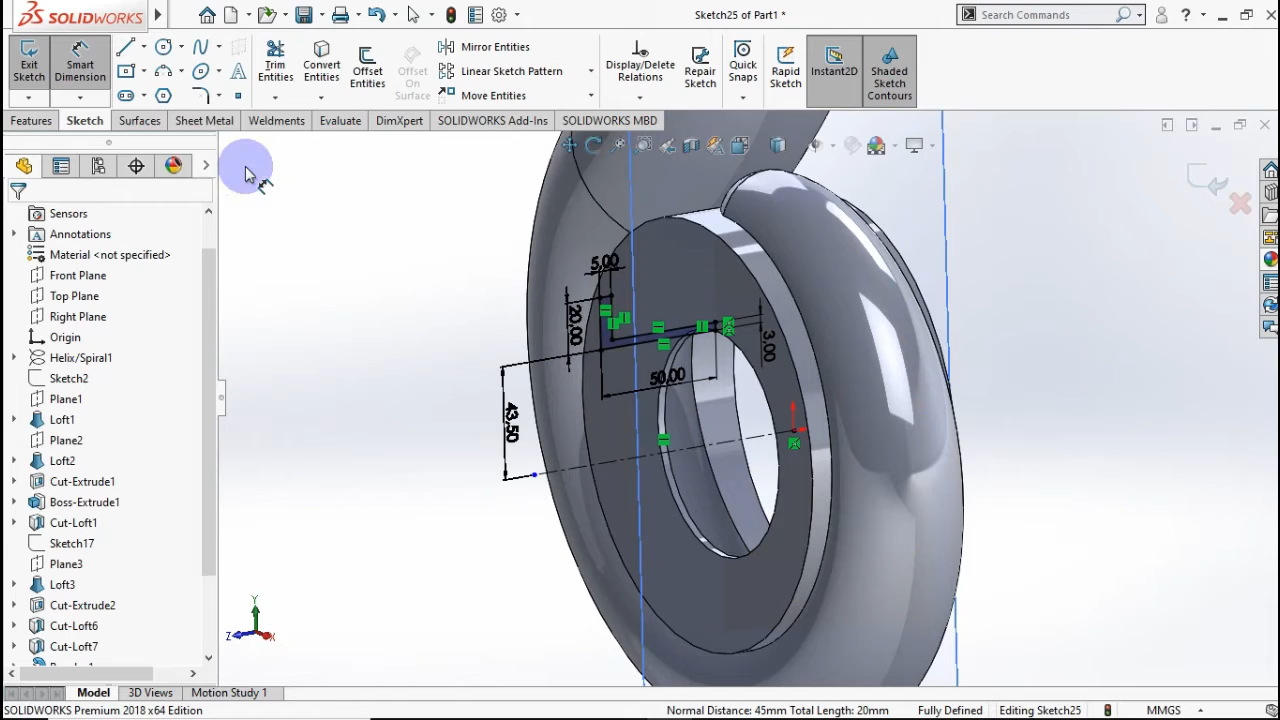 SOLIDWORKS
Sketch25 of Part1 *
Search Commands
?
Exit Sketch
Smart Dimension
Trim Entities
Convert Entities
Offset Entities
Offset On Surface
Mirror Entities
Linear Sketch Pattern
Move Entities
Display/Delete Relations
Repair Sketch
Quick Snaps
Rapid Sketch
Instant2D
Shaded Sketch Contours
Features
Sketch
Surfaces
Sheet Metal
Weldments
Evaluate
DimXpert
SOLIDWORKS Add-Ins
SOLIDWORKS MBD
Sensors
Annotations
Material <not specified>
Front Plane
Top Plane
Right Plane
Origin
Helix/Spiral1
Sketch2
Plane1
Loft1
Plane2
Loft2
Cut-Extrude1
Boss-Extrude1
Cut-Loft1
Sketch17
Plane3
Loft3
Cut-Extrude2
Cut-Loft6
Cut-Loft7
5,00
20,00
3,00
50,00
43,50
Y
Z
X
Model
3D Views
Motion Study 1
SOLIDWORKS Premium 2018 x64 Edition
Normal Distance: 45mm Total Length: 20mm
Fully Defined
Editing Sketch25
MMGS